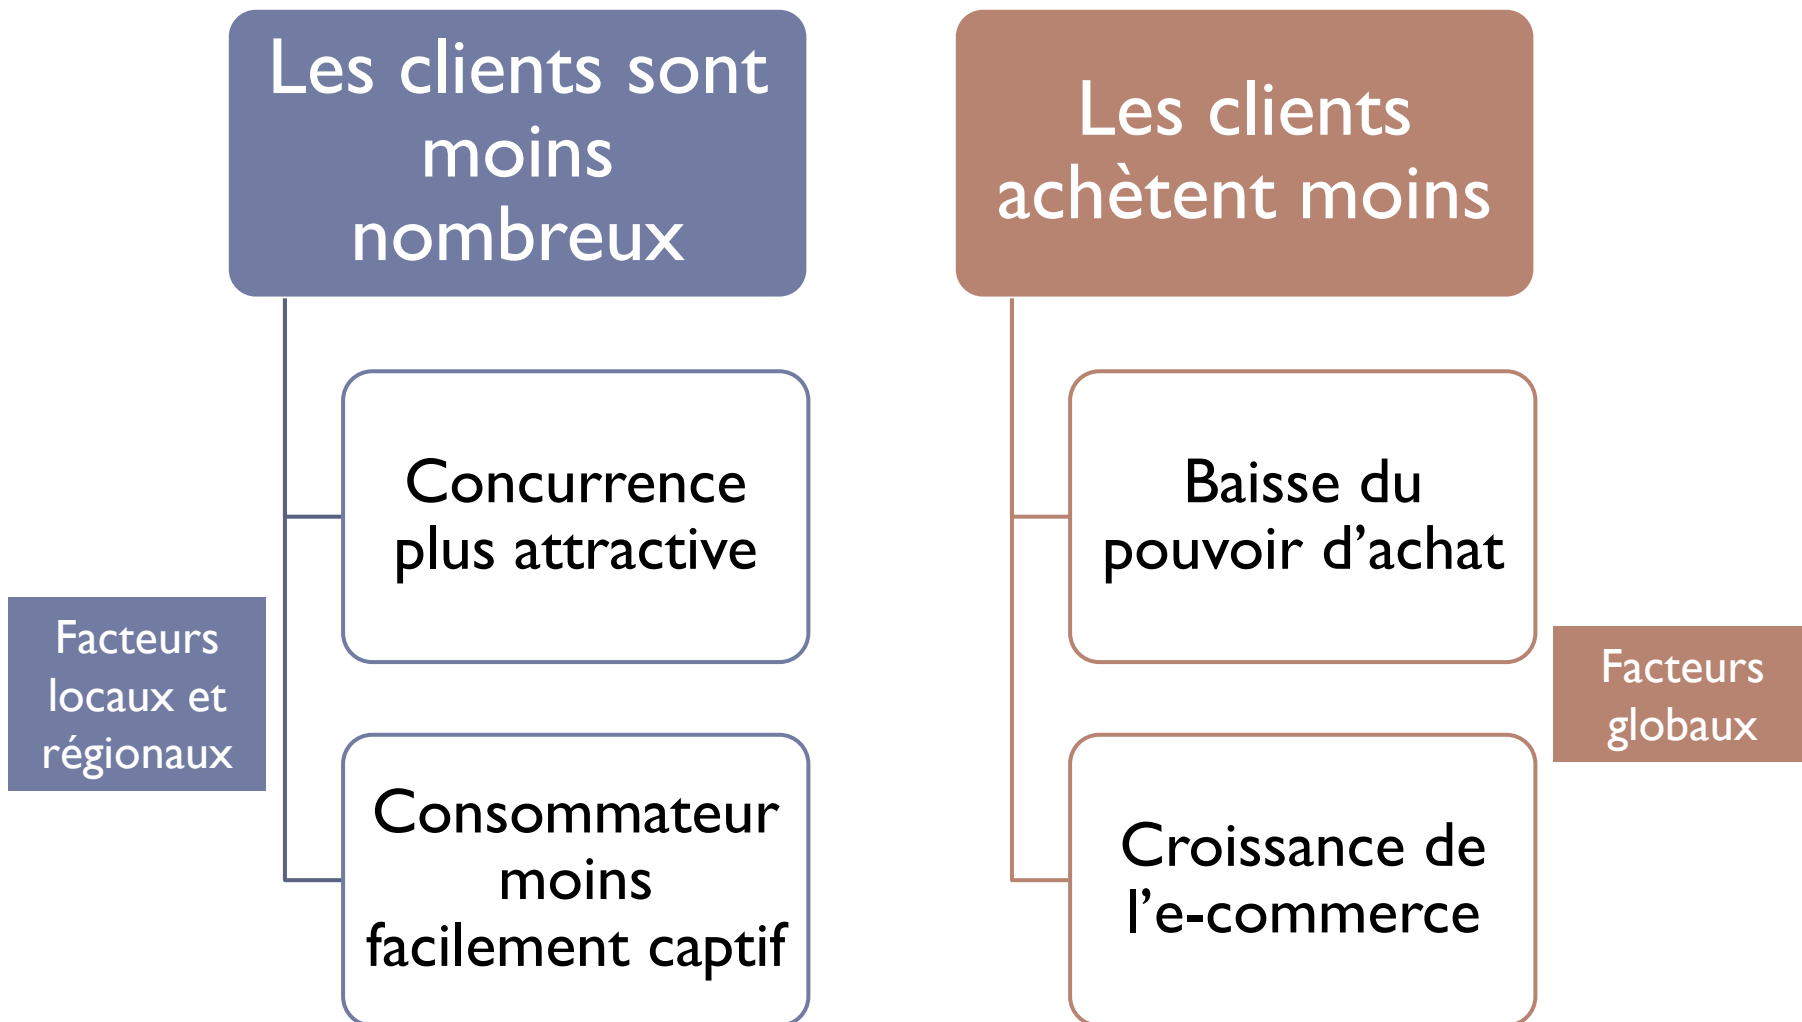 Les clients sont
moins
nombreux
Concurrence
plus attractive
Facteurs
locaux et
régionaux
Consommateur
moins
facilement captif
Les clients
achètent moins
Baisse du
pouvoir d’achat
Facteurs
globaux
Croissance de
l’e-commerce